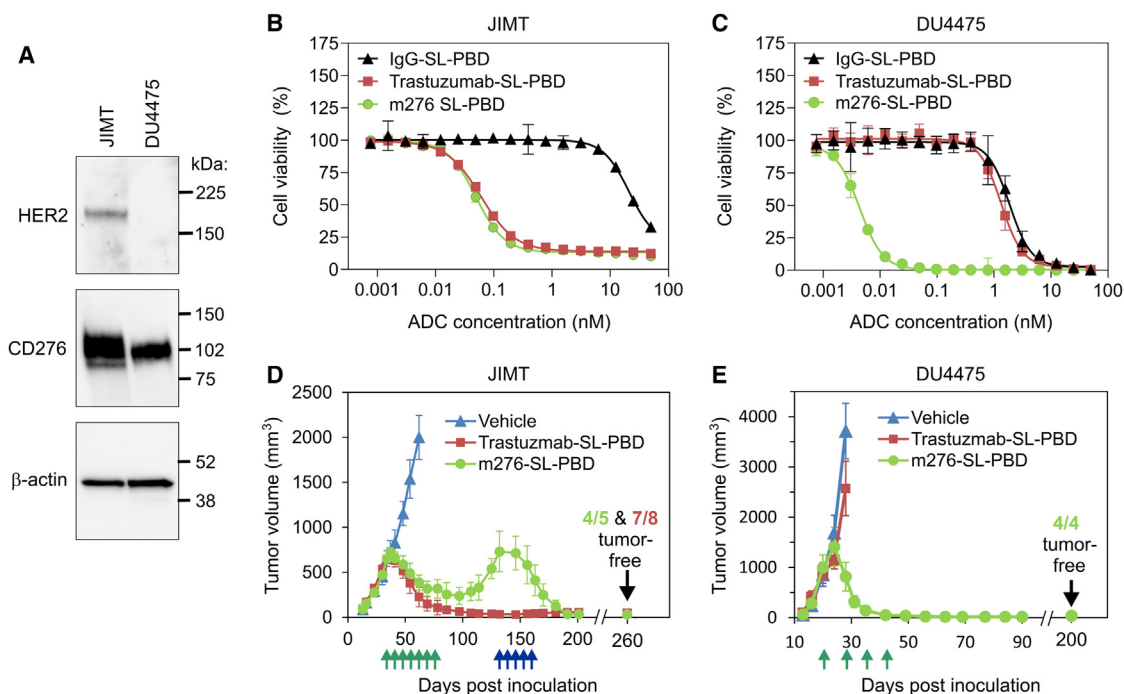 A
JIMT
DU4475
kDa:
HER2
225
150
CD276
150
102
75
β-actin
52
38
B
JIMT
Cell viability (%)
175
150
125
100
75
50
25
0
IgG-SL-PBD
Trastuzumab-SL-PBD
m276 SL-PBD
0.001 0.01 0.1 1 10 100
ADC concentration (nM)
C
DU4475
Cell viability (%)
175
150
125
100
75
50
25
0
IgG-SL-PBD
Trastuzumab-SL-PBD
m276-SL-PBD
0.001 0.01 0.1 1 10 100
ADC concentration (nM)
D
JIMT
Tumor volume (mm³)
2500
2000
1500
1000
500
0
Vehicle
Trastuzmab-SL-PBD
m276-SL-PBD
4/5 & 7/8
tumor-
free
0 50 100 150 200 260
Days post inoculation
E
DU4475
Tumor volume (mm³)
4000
3000
2000
1000
0
Vehicle
Trastuzmab-SL-PBD
m276-SL-PBD
4/4
tumor-
free
10 30 50 70 90 200
Days post inoculation